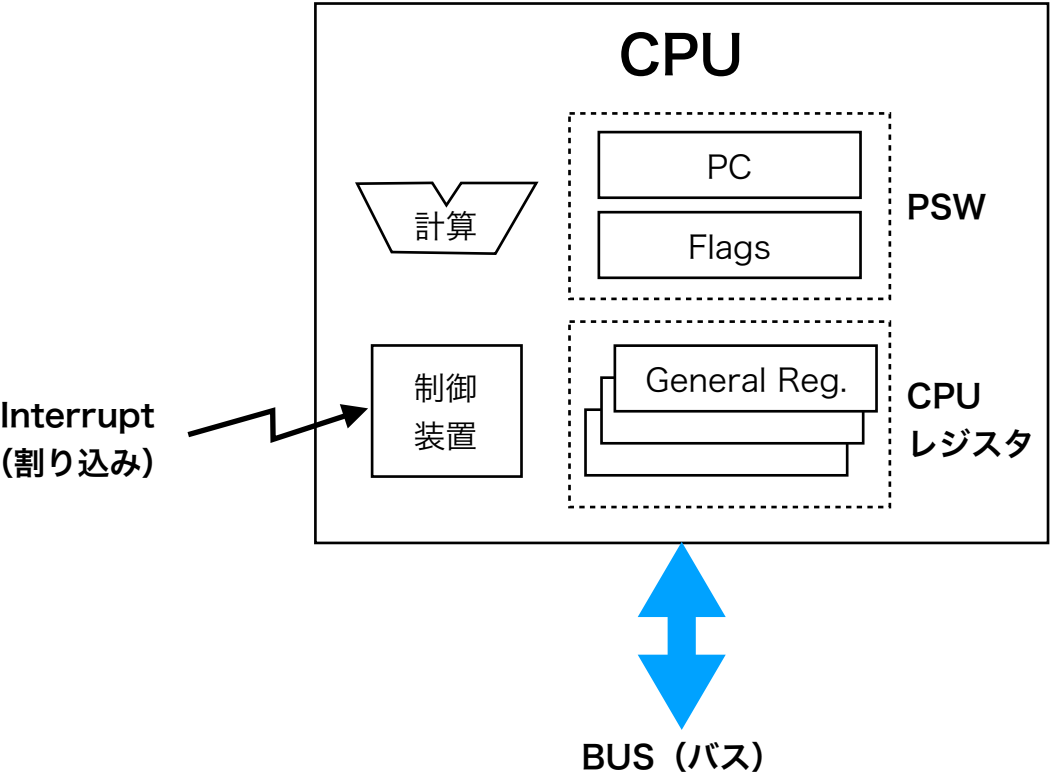 CPU
計算
PC
Flags
PSW
制御
装置
General Reg.
CPU
レジスタ
Interrupt
(割り込み)
BUS（バス）